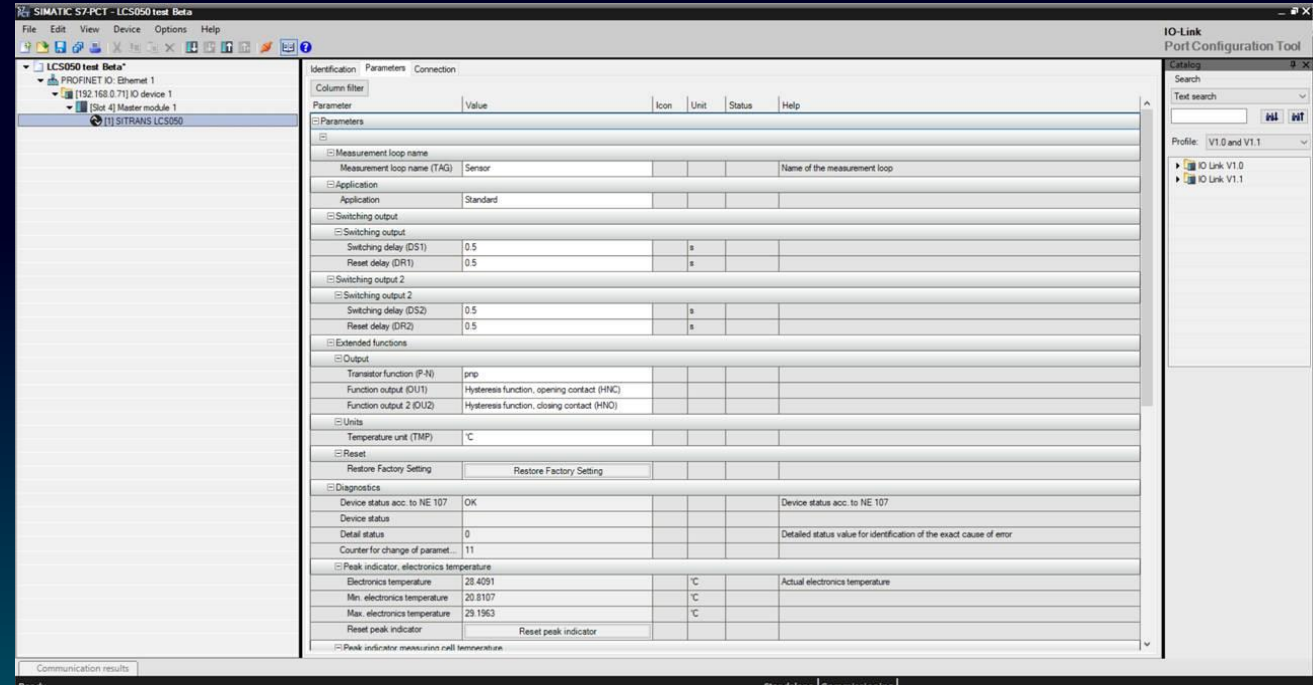 SIMATIC S7-PCT - LCS050 test Beta
File Edit View Device Options Help
IO-Link
Port Configuration Tool
LCS050 test Beta*
PROFINET IO: Ethernet 1
[192.168.0.71] IO device 1
[Slot 4] Master module 1
[1] SITRANS LCS050
Identification Parameters Connection
Column filter
Parameter Value Icon Unit Status Help
Parameters
Measurement loop name
Measurement loop name (TAG) Sensor Name of the measurement loop
Application
Application Standard
Switching output
Switching output
Switching delay (DS1) 0.5 s
Reset delay (DR1) 0.5 s
Switching output 2
Switching output 2
Switching delay (DS2) 0.5 s
Reset delay (DR2) 0.5 s
Extended functions
Output
Transistor function (P-N) pnp
Function output (OU1) Hysteresis function, opening contact (HNC)
Function output 2 (OU2) Hysteresis function, closing contact (HNO)
Units
Temperature unit (TMP) °C
Reset
Restore Factory Setting Restore Factory Setting
Diagnostics
Device status acc. to NE 107 OK Device status acc. to NE 107
Device status
Detail status 0 Detailed status value for identification of the exact cause of error
Counter for change of paramet... 11
Peak indicator, electronics temperature
Electronics temperature 28.4091 °C Actual electronics temperature
Min. electronics temperature 20.8107 °C
Max. electronics temperature 29.1963 °C
Reset peak indicator Reset peak indicator
Peak indicator measuring cell temperature
Catalog
Search
Text search
Profile: V1.0 and V1.1
IO Link V1.0
IO Link V1.1
Communication results